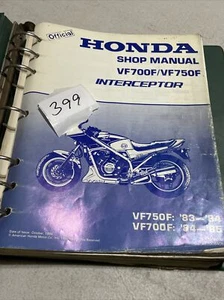 Official
HONDA
SHOP MANUAL
VF700F/VF750F
INTERCEPTOR
399
VF750F: '83–'84
VF700F: '84–'85